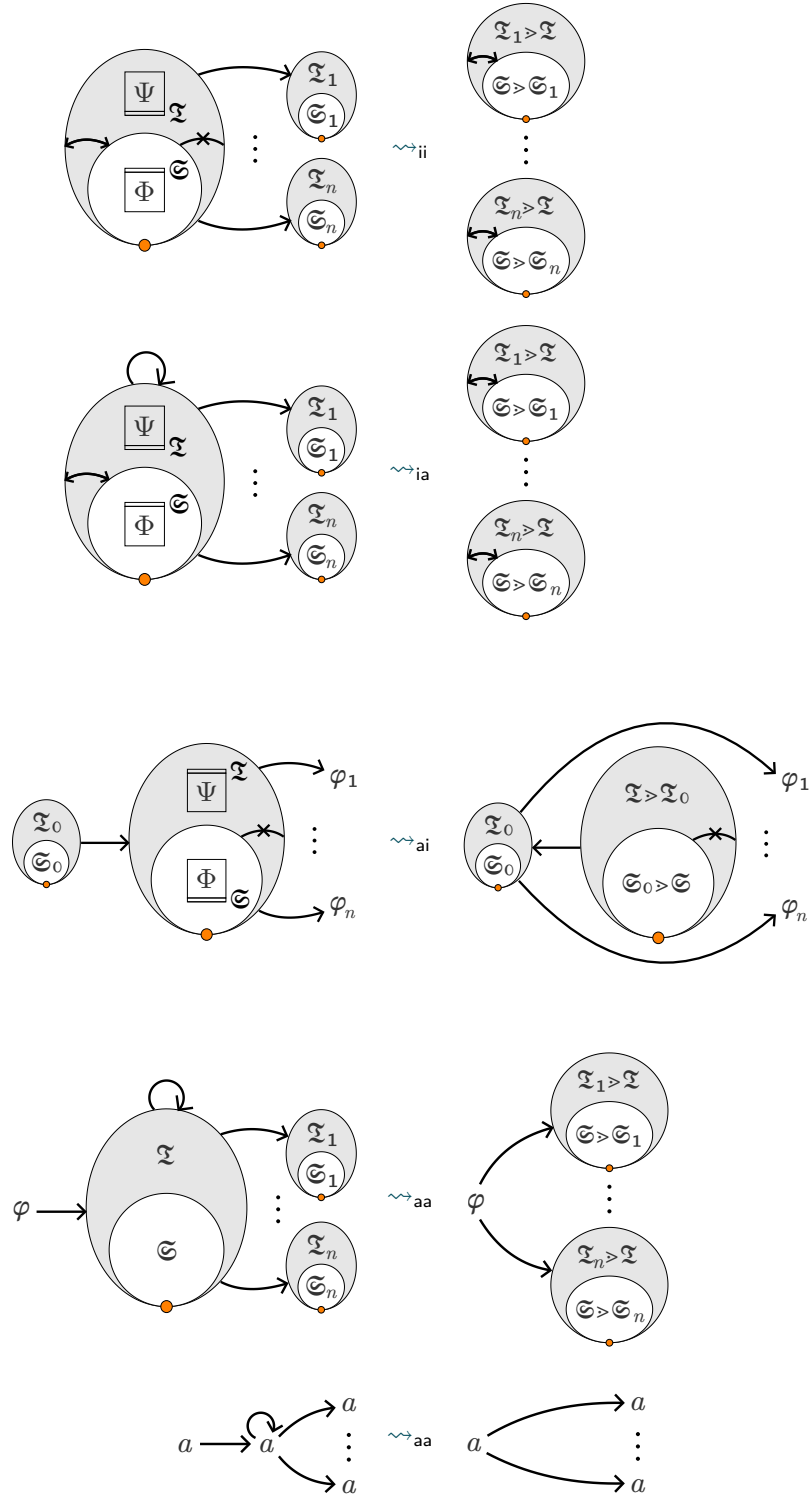 Ψ 𝔗 𝔗₁ 𝔖₁ 𝔗₁⋗𝔗 𝔖⋗𝔖₁
⋮ ⇝ii ⋮
Φ 𝔖 𝔗ₙ 𝔖ₙ 𝔗ₙ⋗𝔗 𝔖⋗𝔖ₙ
Ψ 𝔗 𝔗₁ 𝔖₁ 𝔗₁⋗𝔗 𝔖⋗𝔖₁
⋮ ⇝ia ⋮
Φ 𝔖 𝔗ₙ 𝔖ₙ 𝔗ₙ⋗𝔗 𝔖⋗𝔖ₙ
Ψ 𝔗 φ₁ 𝔗⋗𝔗₀ φ₁
𝔗₀ 𝔖₀ ⋮ ⇝ai 𝔗₀ 𝔖₀ ⋮
Φ 𝔖 φₙ 𝔖₀⋗𝔖 φₙ
𝔗 𝔗₁ 𝔖₁ 𝔗₁⋗𝔗 𝔖⋗𝔖₁
φ ⋮ ⇝aa φ ⋮
𝔖 𝔗ₙ 𝔖ₙ 𝔗ₙ⋗𝔗 𝔖⋗𝔖ₙ
a a
a a ⋮ ⇝aa a ⋮
a a